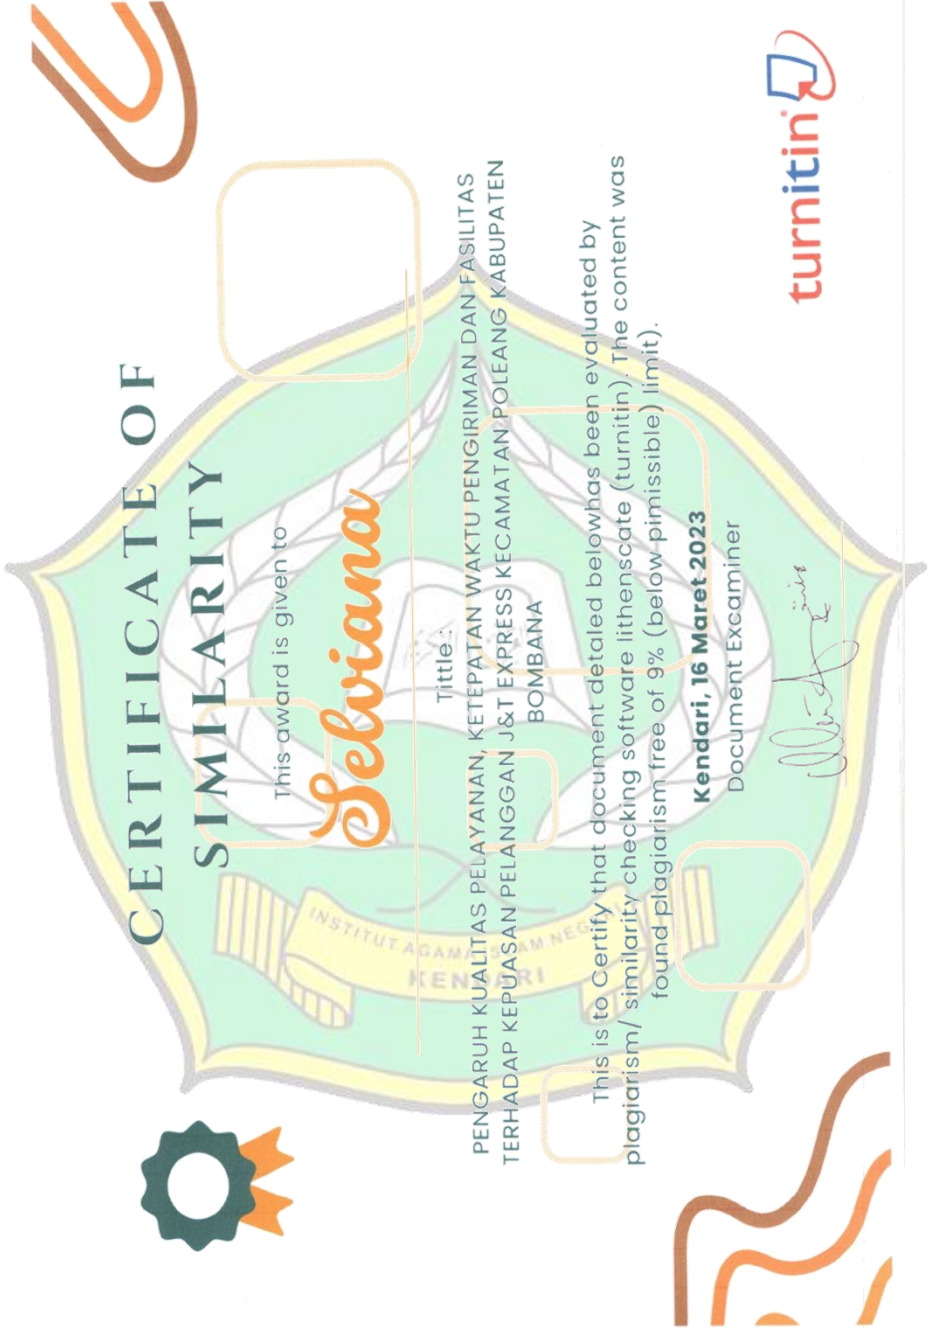 CERTIFICATE OF
SIMILARITY
This award is given to
Selviana
Tittle :
PENGARUH KUALITAS PELAYANAN, KETEPATAN WAKTU PENGIRIMAN DAN FASILITAS
TERHADAP KEPUASAN PELANGGAN J&T EXPRESS KECAMATAN POLEANG KABUPATEN
BOMBANA
This is to Certify that document detaled belowhas been evaluated by
plagiarism/ similarity checking software Iithenscate (turnitin). The content was
found plagiarism tree of 9% (below pimissible) limit).
Kendari, 16 Maret 2023
Document Excaminer
turnitin
INSTITUT AGAMA ISLAM NEGERI
KENDARI